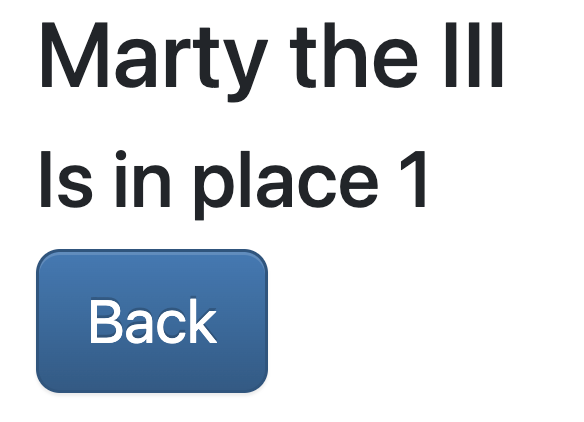 Marty the III
Is in place 1
Back